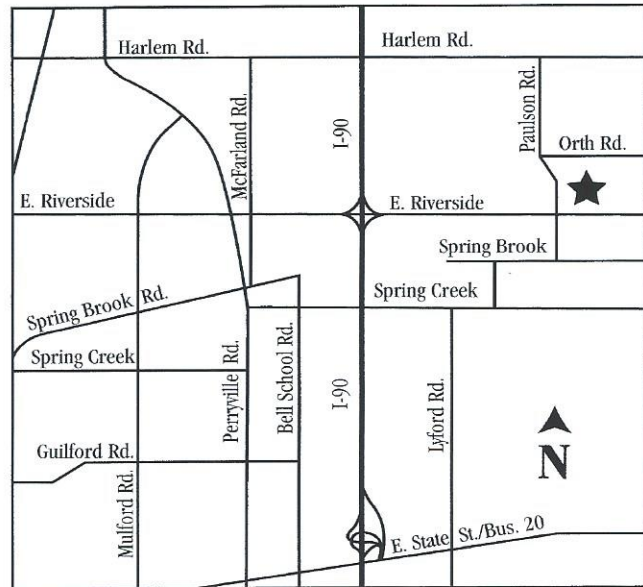 Harlem Rd.
Harlem Rd.
McFarland Rd.
I-90
Paulson Rd.
Orth Rd.
E. Riverside
E. Riverside
Spring Brook
Spring Brook Rd.
Spring Creek
Spring Creek
Perryville Rd.
Bell School Rd.
I-90
Lyford Rd.
Guilford Rd.
Mulford Rd.
N
E. State St./Bus. 20